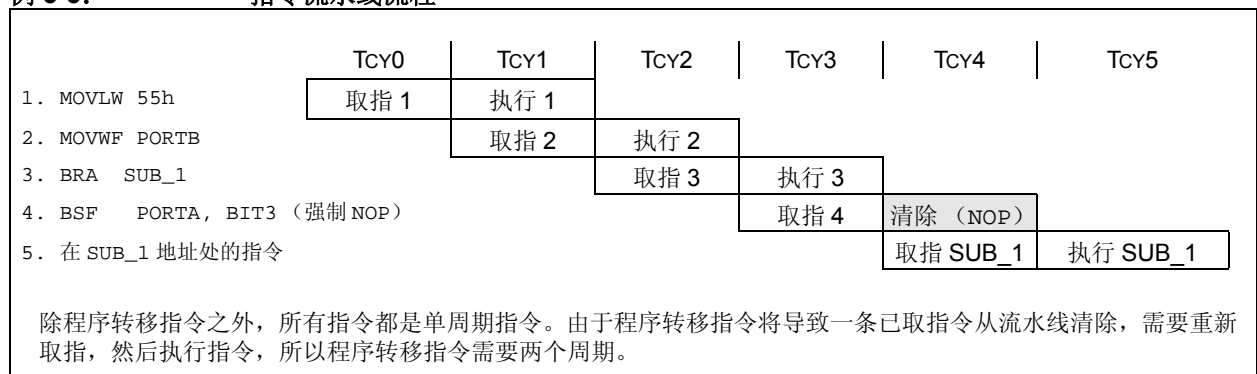 TCY0 TCY1 TCY2 TCY3 TCY4 TCY5
1. MOVLW 55h 取指 1 执行 1
2. MOVWF PORTB 取指 2 执行 2
3. BRA SUB_1 取指 3 执行 3
4. BSF PORTA, BIT3 （强制 NOP） 取指 4 清除 （NOP）
5. 在 SUB_1 地址处的指令 取指 SUB_1 执行 SUB_1
除程序转移指令之外，所有指令都是单周期指令。由于程序转移指令将导致一条已取指令从流水线清除，需要重新
取指，然后执行指令，所以程序转移指令需要两个周期。